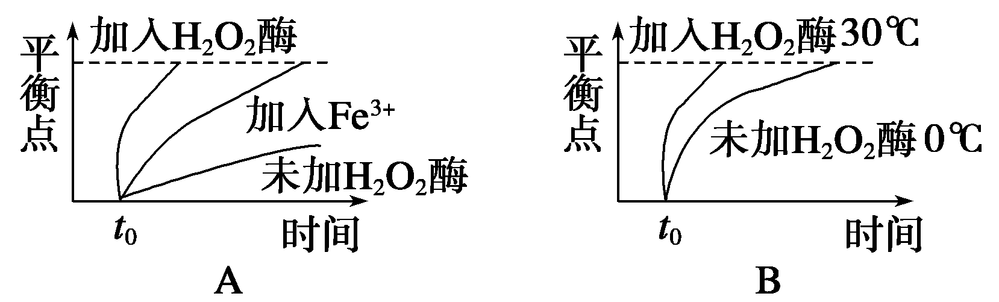 平衡点
加入H₂O₂酶
加入Fe³⁺
未加H₂O₂酶
t₀
时间
A
平衡点
加入H₂O₂酶30℃
未加H₂O₂酶0℃
t₀
时间
B